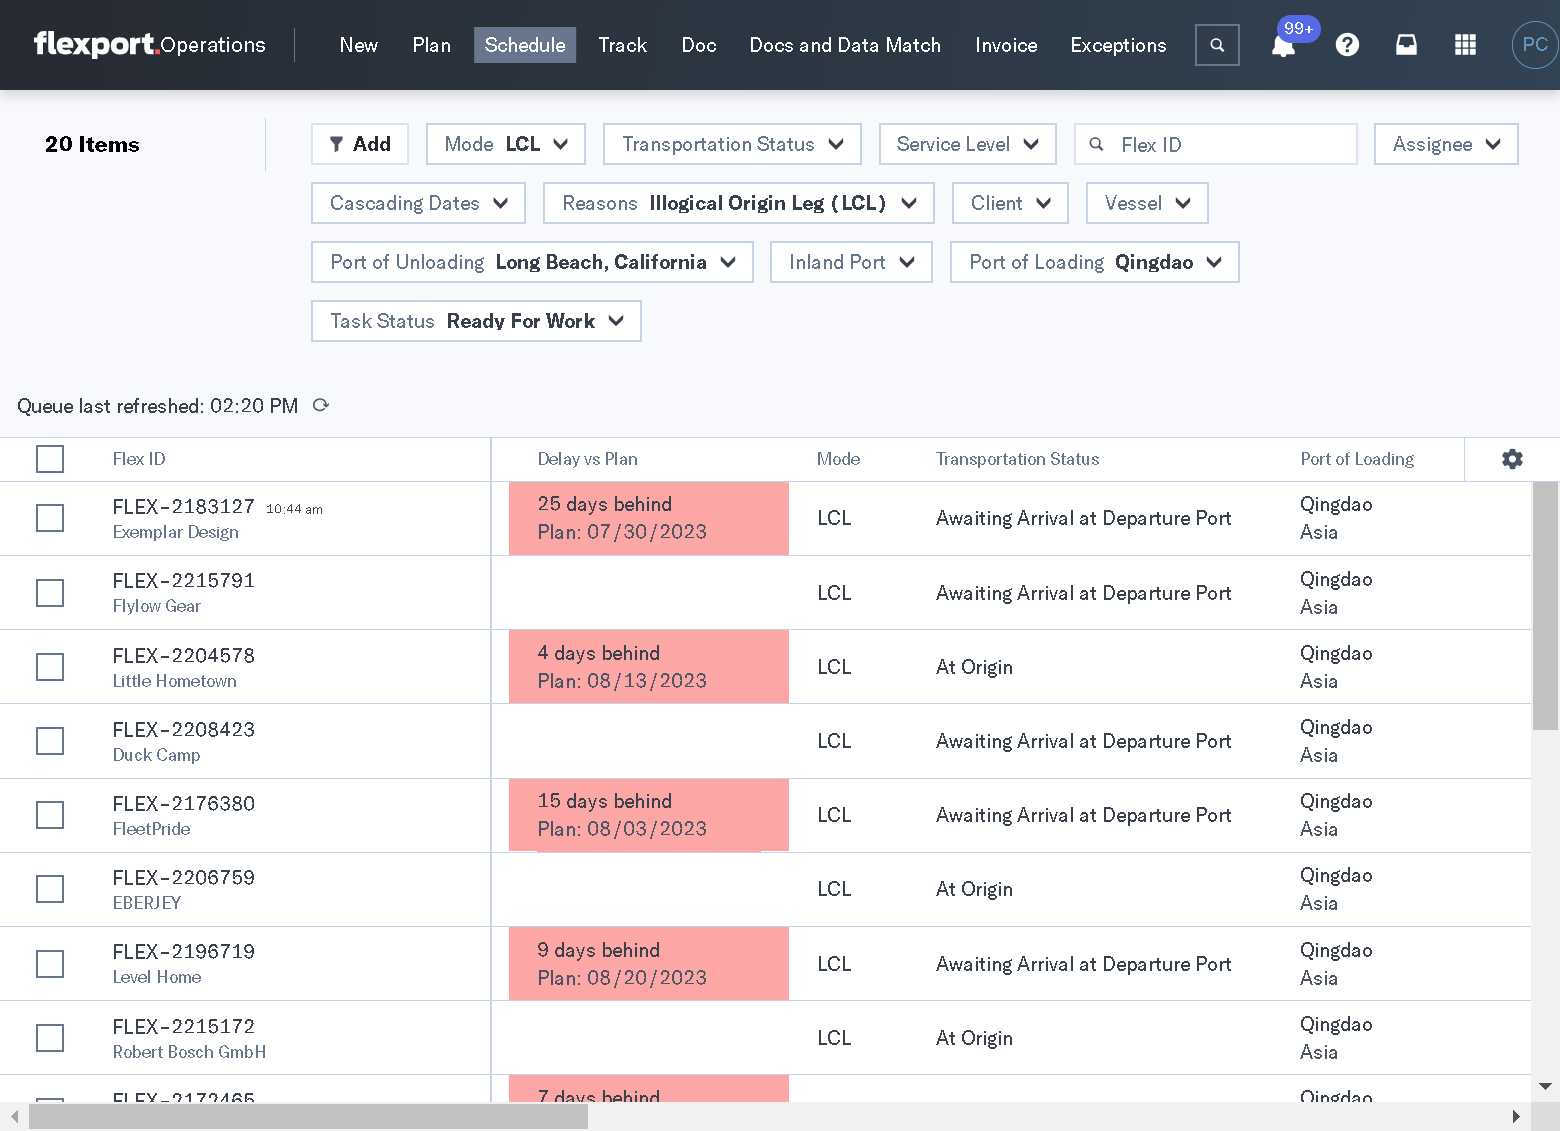 flexport. Operations New Plan Schedule Track Doc Docs and Data Match Invoice Exceptions 99+ PC
20 Items
Add Mode LCL Transportation Status Service Level Flex ID Assignee
Cascading Dates Reasons Illogical Origin Leg (LCL) Client Vessel
Port of Unloading Long Beach, California Inland Port Port of Loading Qingdao
Task Status Ready For Work
Queue last refreshed: 02:20 PM
Flex ID Delay vs Plan Mode Transportation Status Port of Loading
FLEX-2183127 10:44 am
Exemplar Design
25 days behind
Plan: 07/30/2023
LCL
Awaiting Arrival at Departure Port
Qingdao
Asia
FLEX-2215791
Flylow Gear
LCL
Awaiting Arrival at Departure Port
Qingdao
Asia
FLEX-2204578
Little Hometown
4 days behind
Plan: 08/13/2023
LCL
At Origin
Qingdao
Asia
FLEX-2208423
Duck Camp
LCL
Awaiting Arrival at Departure Port
Qingdao
Asia
FLEX-2176380
FleetPride
15 days behind
Plan: 08/03/2023
LCL
Awaiting Arrival at Departure Port
Qingdao
Asia
FLEX-2206759
EBERJEY
LCL
At Origin
Qingdao
Asia
FLEX-2196719
Level Home
9 days behind
Plan: 08/20/2023
LCL
Awaiting Arrival at Departure Port
Qingdao
Asia
FLEX-2215172
Robert Bosch GmbH
LCL
At Origin
Qingdao
Asia
FLEX-2172465
7 days behind
Qingdao